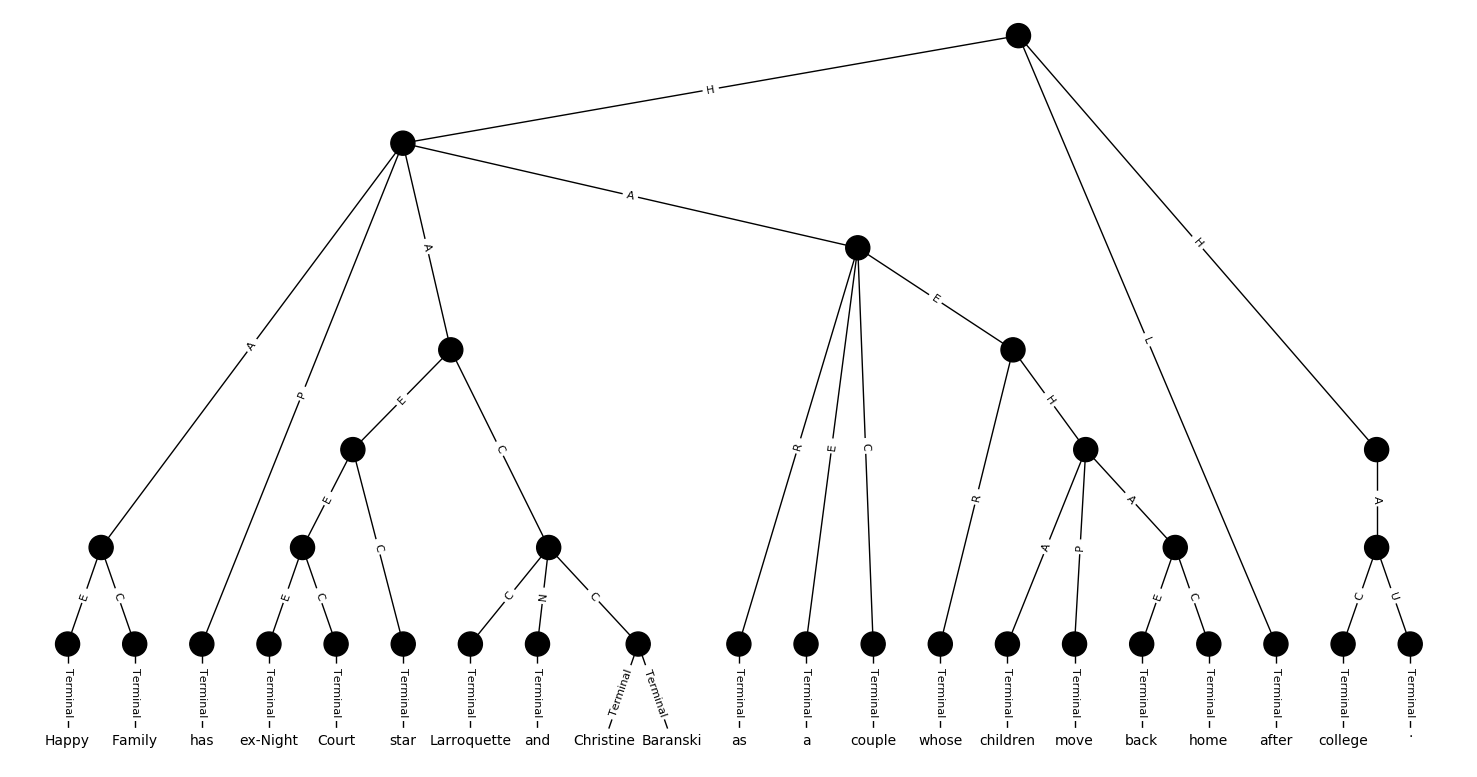 H
A
A
H
E
A
P
L
E
H
C
R
E
C
E
C
R
A
P
A
A
E
C
E
C
C
N
C
E
C
C
U
Terminal Terminal Terminal Terminal Terminal Terminal Terminal Terminal Terminal Terminal Terminal Terminal Terminal Terminal Terminal Terminal Terminal Terminal Terminal Terminal Terminal
Happy Family has ex-Night Court star Larroquette and Christine Baranski as a couple whose children move back home after college .